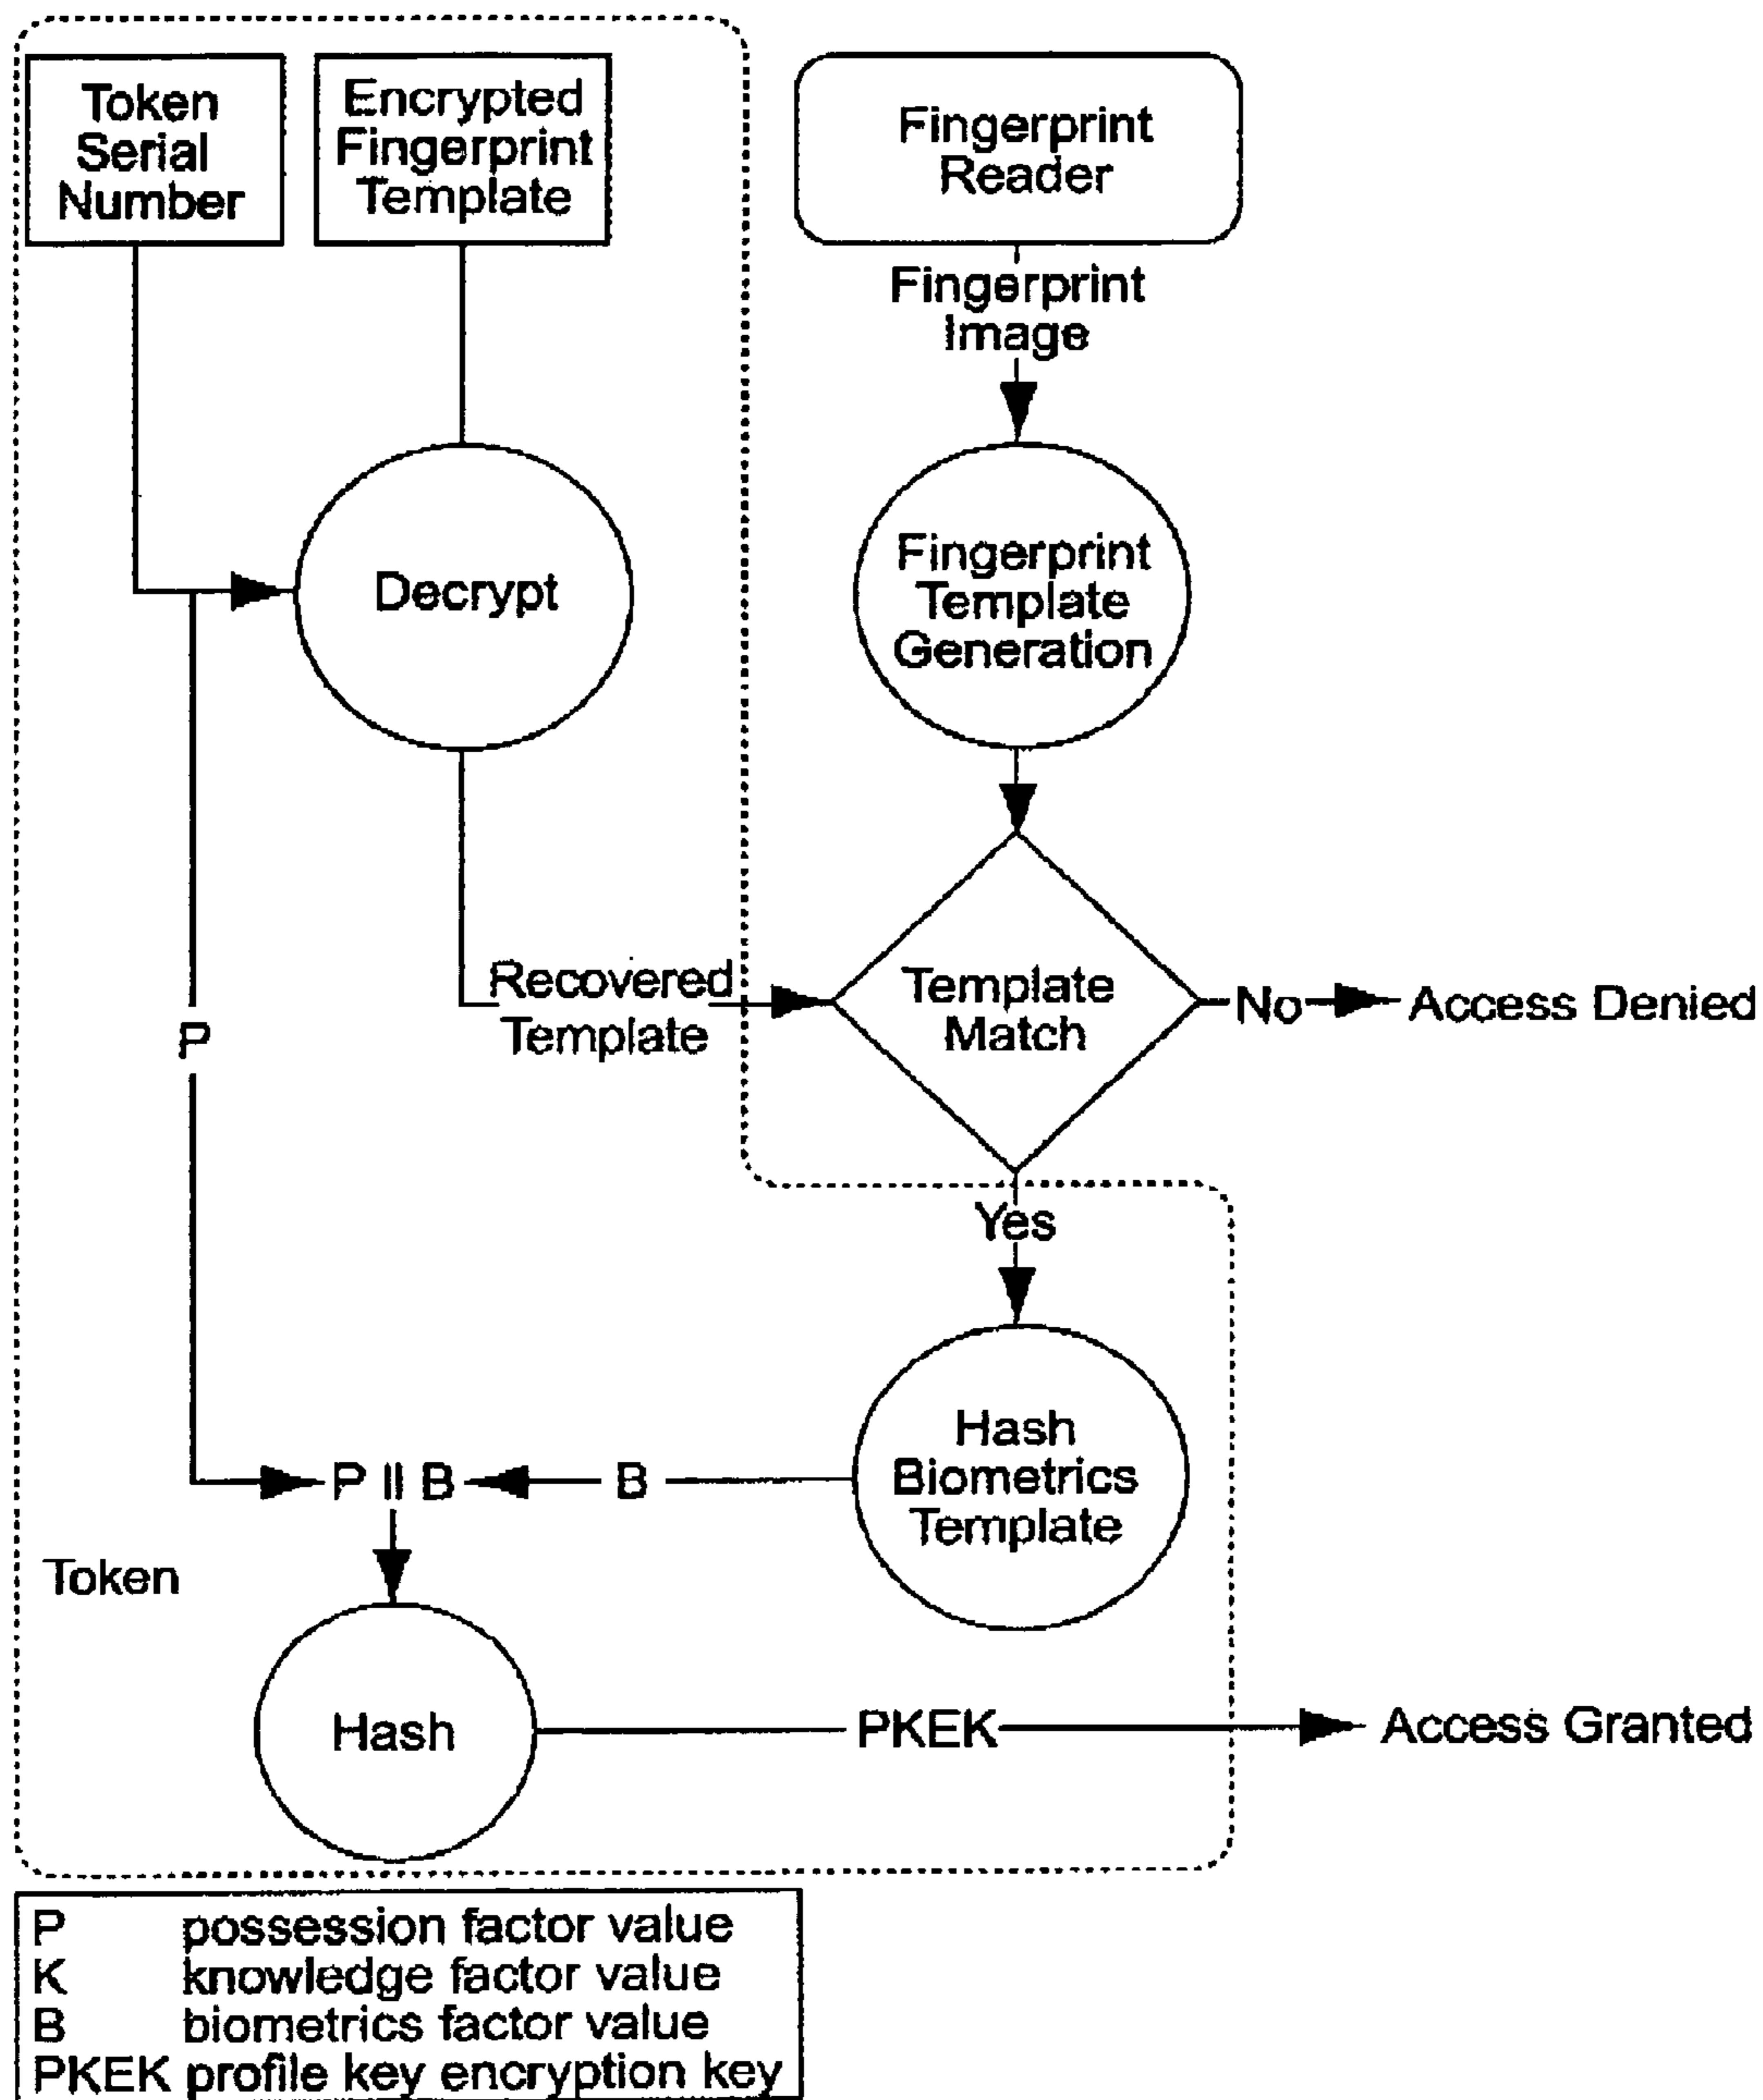 Token
Serial
Number
Encrypted
Fingerprint
Template
Fingerprint
Reader
Fingerprint
Image
Decrypt
Fingerprint
Template
Generation
Recovered
Template
Template
Match
No
Access Denied
P
Yes
Hash
Biometrics
Template
P || B
B
Token
Hash
PKEK
Access Granted
P possession factor value
K knowledge factor value
B biometrics factor value
PKEK profile key encryption key